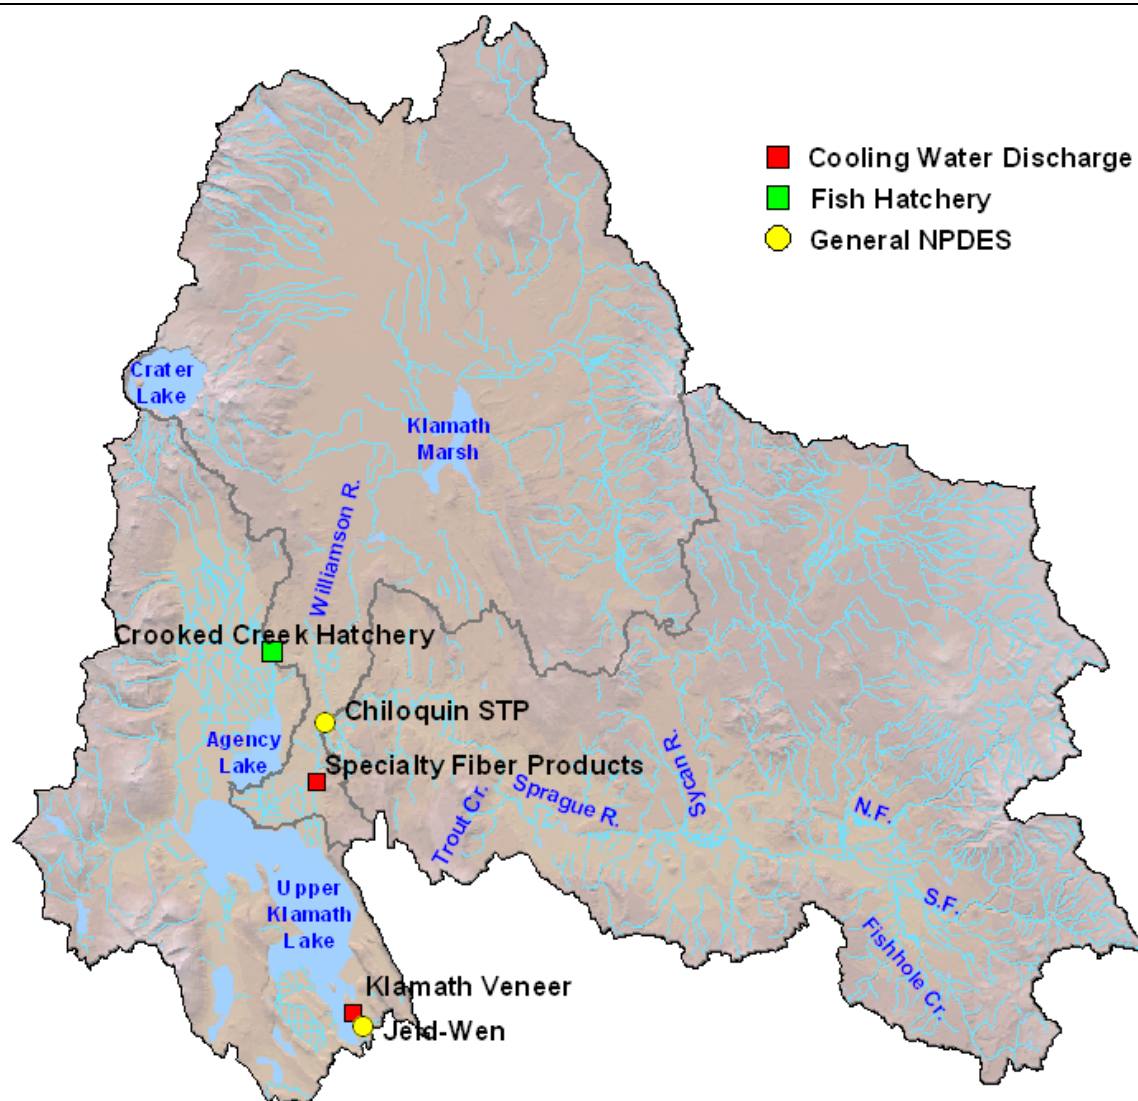 Cooling Water Discharge
Fish Hatchery
General NPDES
Crater
Lake
Klamath
Marsh
Williamson R.
Crooked Creek Hatchery
Chiloquin STP
Agency
Lake
Specialty Fiber Products
Trout Cr.
Sprague R.
Sycan R.
N.F.
S.F.
Fishhole Cr.
Upper
Klamath
Lake
Klamath Veneer
Jeld-Wen